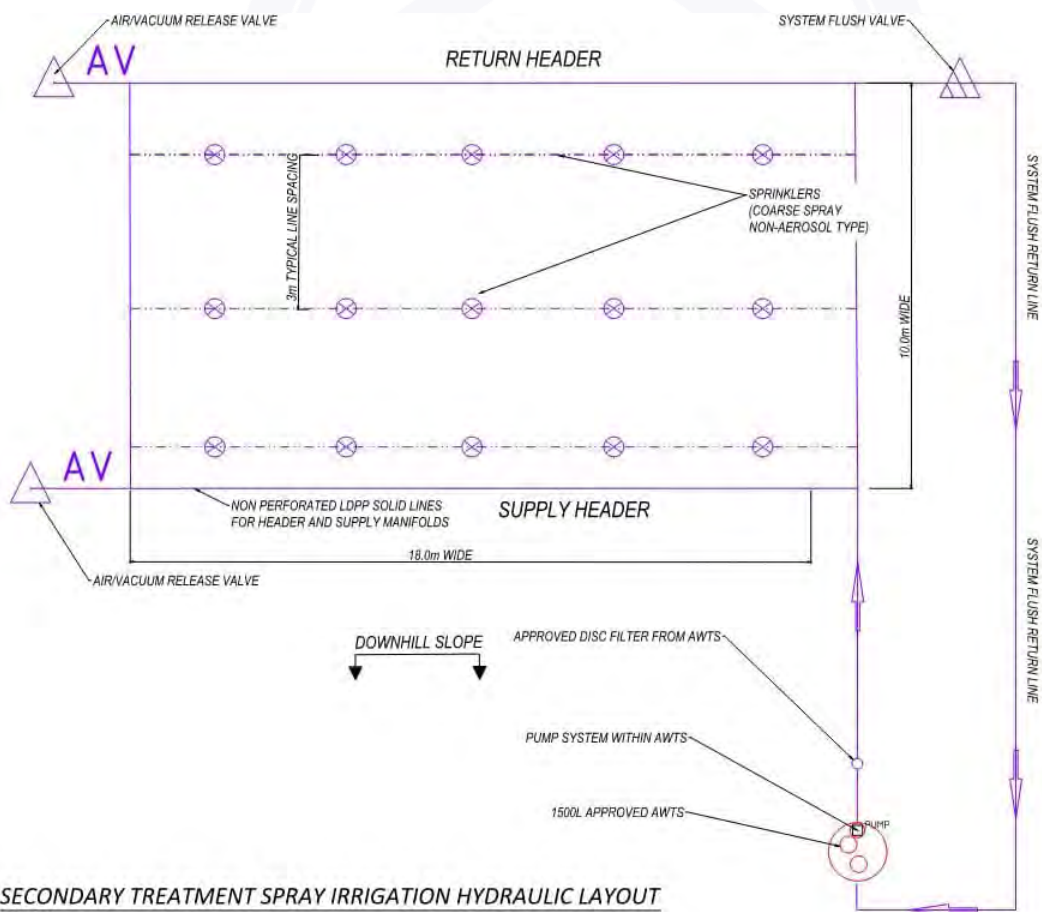 AIR/VACUUM RELEASE VALVE
SYSTEM FLUSH VALVE
AV
RETURN HEADER
3m TYPICAL LINE SPACING
SPRINKLERS
(COARSE SPRAY
NON-AEROSOL TYPE)
SYSTEM FLUSH RETURN LINE
10.0m WIDE
AV
NON PERFORATED LDPP SOLID LINES
FOR HEADER AND SUPPLY MANIFOLDS
SUPPLY HEADER
18.0m WIDE
AIR/VACUUM RELEASE VALVE
SYSTEM FLUSH RETURN LINE
DOWNHILL SLOPE
APPROVED DISC FILTER FROM AWTS
PUMP SYSTEM WITHIN AWTS
1500L APPROVED AWTS
PUMP
SECONDARY TREATMENT SPRAY IRRIGATION HYDRAULIC LAYOUT